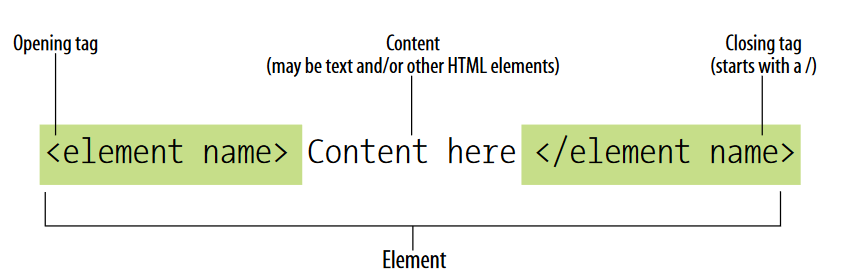 Opening tag
Content
(may be text and/or other HTML elements)
Closing tag
(starts with a /)
<element name> Content here </element name>
Element